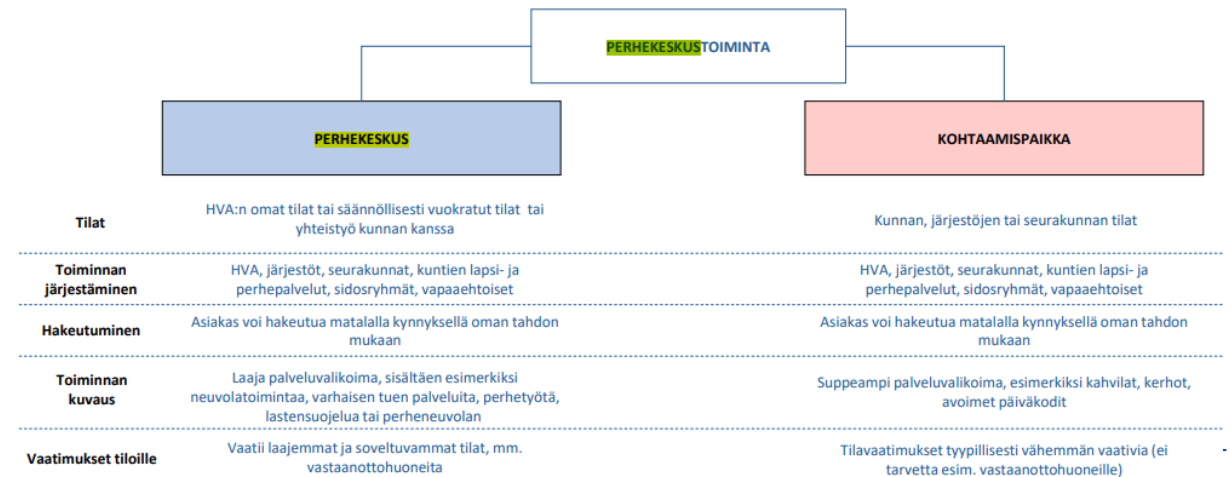 PERHEKESKUSTOIMINTA
PERHEKESKUS
KOHTAAMISPAIKKA
Tilat
HVA:n omat tilat tai säännöllisesti vuokratut tilat tai
yhteistyö kunnan kanssa
Kunnan, järjestöjen tai seurakunnan tilat
Toiminnan
järjestäminen
HVA, järjestöt, seurakunnat, kuntien lapsi- ja
perhepalvelut, sidosryhmät, vapaaehtoiset
HVA, järjestöt, seurakunnat, kuntien lapsi- ja
perhepalvelut, sidosryhmät, vapaaehtoiset
Hakeutuminen
Asiakas voi hakeutua matalalla kynnyksellä oman tahdon
mukaan
Asiakas voi hakeutua matalalla kynnyksellä oman tahdon
mukaan
Toiminnan
kuvaus
Laaja palveluvalikoima, sisältäen esimerkiksi
neuvolatoimintaa, varhaisen tuen palveluita, perhetyötä,
lastensuojelua tai perheneuvolan
Suppeampi palveluvalikoima, esimerkiksi kahvilat, kerhot,
avoimet päiväkodit
Vaatimukset tiloille
Vaatii laajemmat ja soveltuvammat tilat, mm.
vastaanottohuoneita
Tilavaatimukset tyypillisesti vähemmän vaativia (ei
tarvetta esim. vastaanottohuoneille)